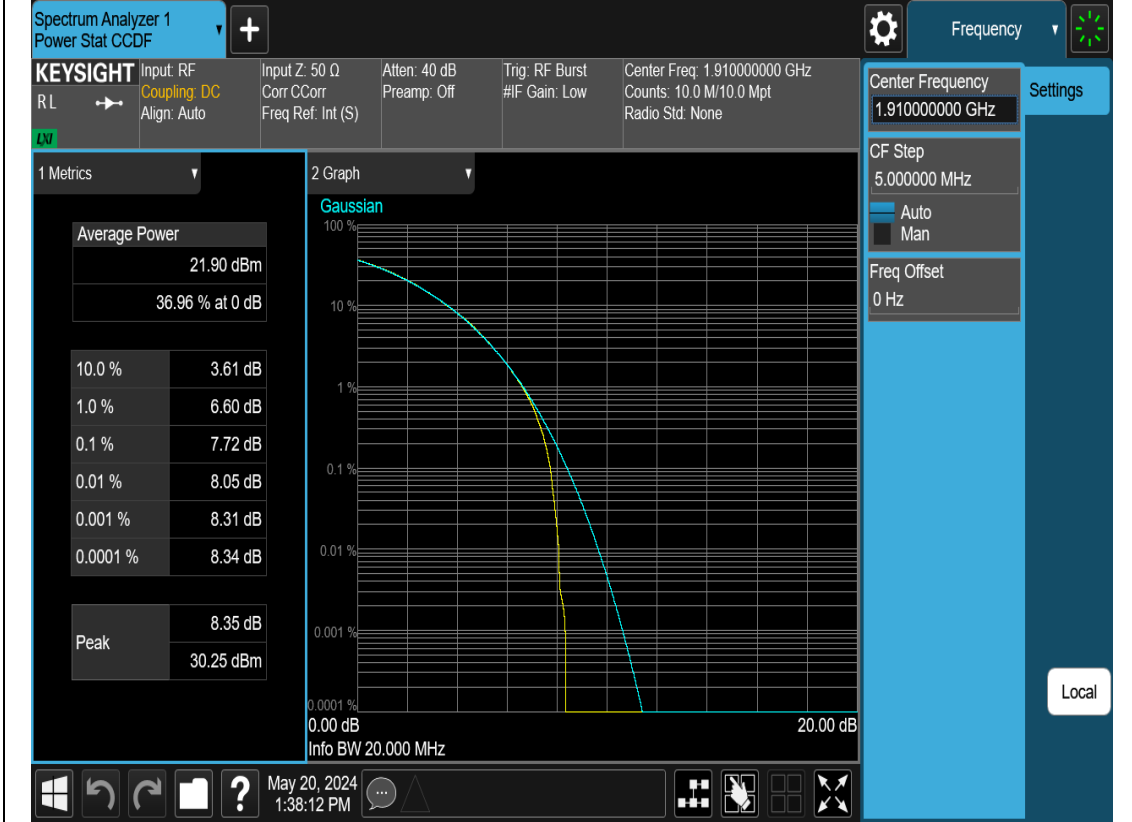 Spectrum Analyzer 1
Power Stat CCDF
Frequency
KEYSIGHT
RL
LXI
Input: RF
Coupling: DC
Align: Auto
Input Z: 50 Ω
Corr CCorr
Freq Ref: Int (S)
Atten: 40 dB
Preamp: Off
Trig: RF Burst
#IF Gain: Low
Center Freq: 1.910000000 GHz
Counts: 10.0 M/10.0 Mpt
Radio Std: None
Center Frequency
1.910000000 GHz
Settings
CF Step
5.000000 MHz
Auto
Man
Freq Offset
0 Hz
Local
1 Metrics
Average Power
21.90 dBm
36.96 % at 0 dB
10.0 % 3.61 dB
1.0 % 6.60 dB
0.1 % 7.72 dB
0.01 % 8.05 dB
0.001 % 8.31 dB
0.0001 % 8.34 dB
Peak
8.35 dB
30.25 dBm
2 Graph
Gaussian
100 %
10 %
1 %
0.1 %
0.01 %
0.001 %
0.0001 %
0.00 dB 20.00 dB
Info BW 20.000 MHz
?
May 20, 2024
1:38:12 PM